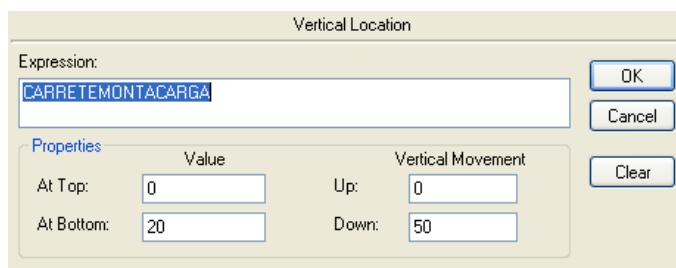 Vertical Location
Expression:
CARRETEMONTACARGA
OK
Cancel
Clear
Properties
Value
Vertical Movement
At Top: 0 Up: 0
At Bottom: 20 Down: 50